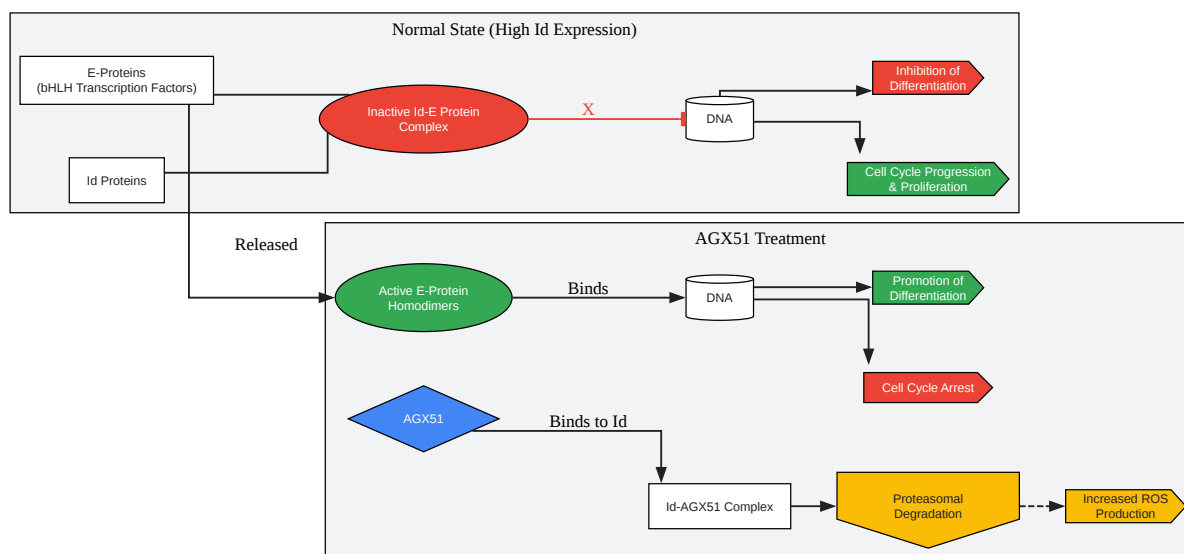 Normal State (High Id Expression)
E-Proteins
(bHLH Transcription Factors)
Id Proteins
Inactive Id-E Protein
Complex
X
DNA
Inhibition of
Differentiation
Cell Cycle Progression
& Proliferation
Released
AGX51 Treatment
Active E-Protein
Homodimers
Binds
DNA
Promotion of
Differentiation
Cell Cycle Arrest
AGX51
Binds to Id
Id-AGX51 Complex
Proteasomal
Degradation
Increased ROS
Production